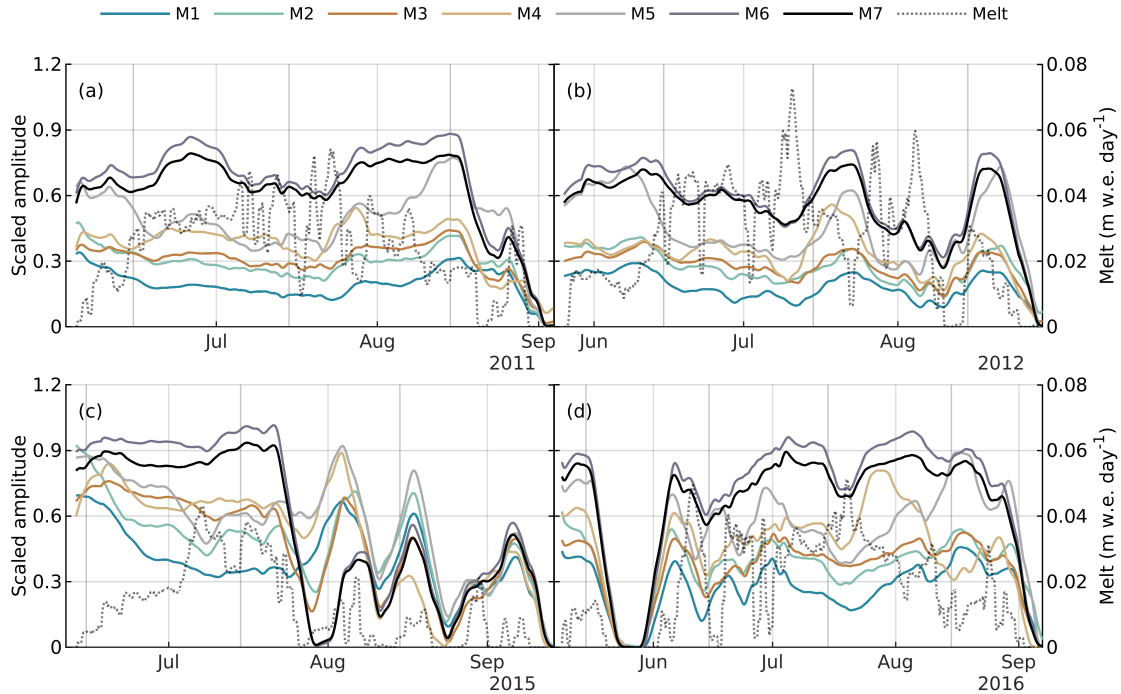 M1 M2 M3 M4 M5 M6 M7 Melt
1.2 (a) (b) 0.08
0.9 0.06
0.6 0.04
0.3 0.02
0 0
Scaled amplitude
Melt (m w.e. day⁻¹)
Jul Aug Sep Jun Jul Aug
2011 2012
1.2 (c) (d) 0.08
0.9 0.06
0.6 0.04
0.3 0.02
0 0
Scaled amplitude
Melt (m w.e. day⁻¹)
Jul Aug Sep Jun Jul Aug Sep
2015 2016